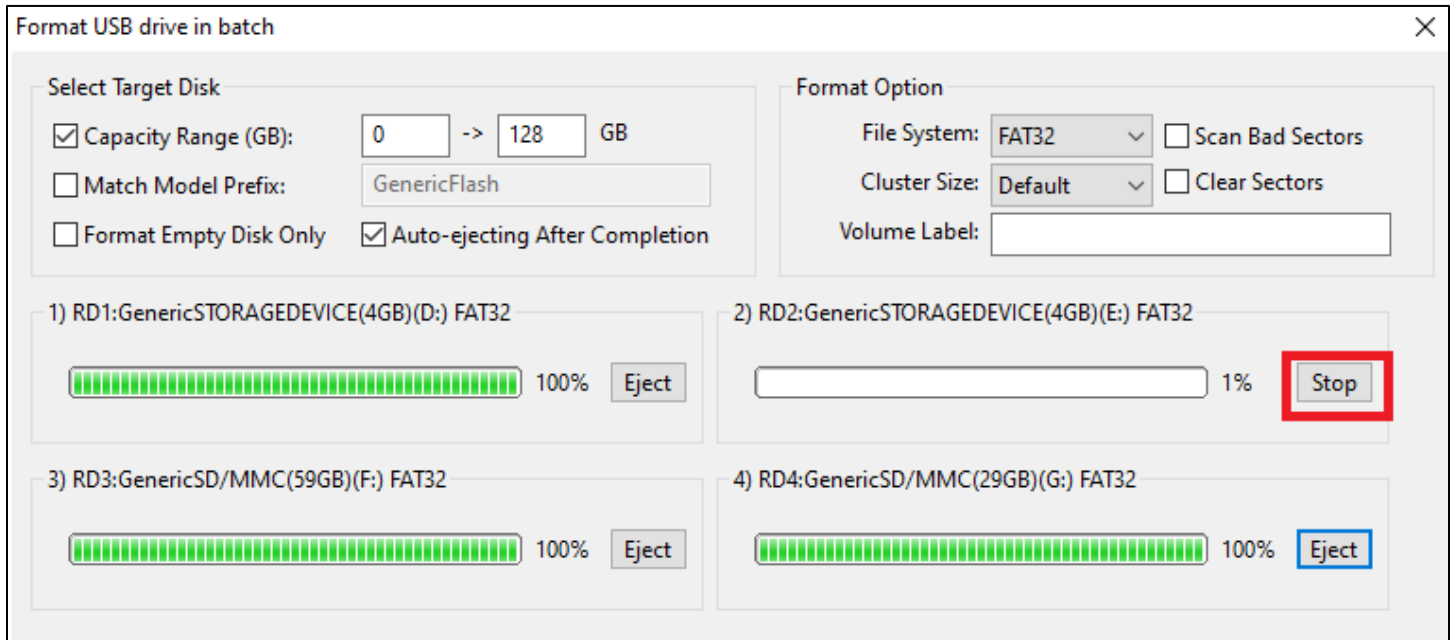 Format USB drive in batch
Select Target Disk
Capacity Range (GB): 0 -> 128 GB
Match Model Prefix: GenericFlash
Format Empty Disk Only Auto-ejecting After Completion
Format Option
File System: FAT32 Scan Bad Sectors
Cluster Size: Default Clear Sectors
Volume Label:
1) RD1:GenericSTORAGEDEVICE(4GB)(D:) FAT32
100% Eject
2) RD2:GenericSTORAGEDEVICE(4GB)(E:) FAT32
1% Stop
3) RD3:GenericSD/MMC(59GB)(F:) FAT32
100% Eject
4) RD4:GenericSD/MMC(29GB)(G:) FAT32
100% Eject